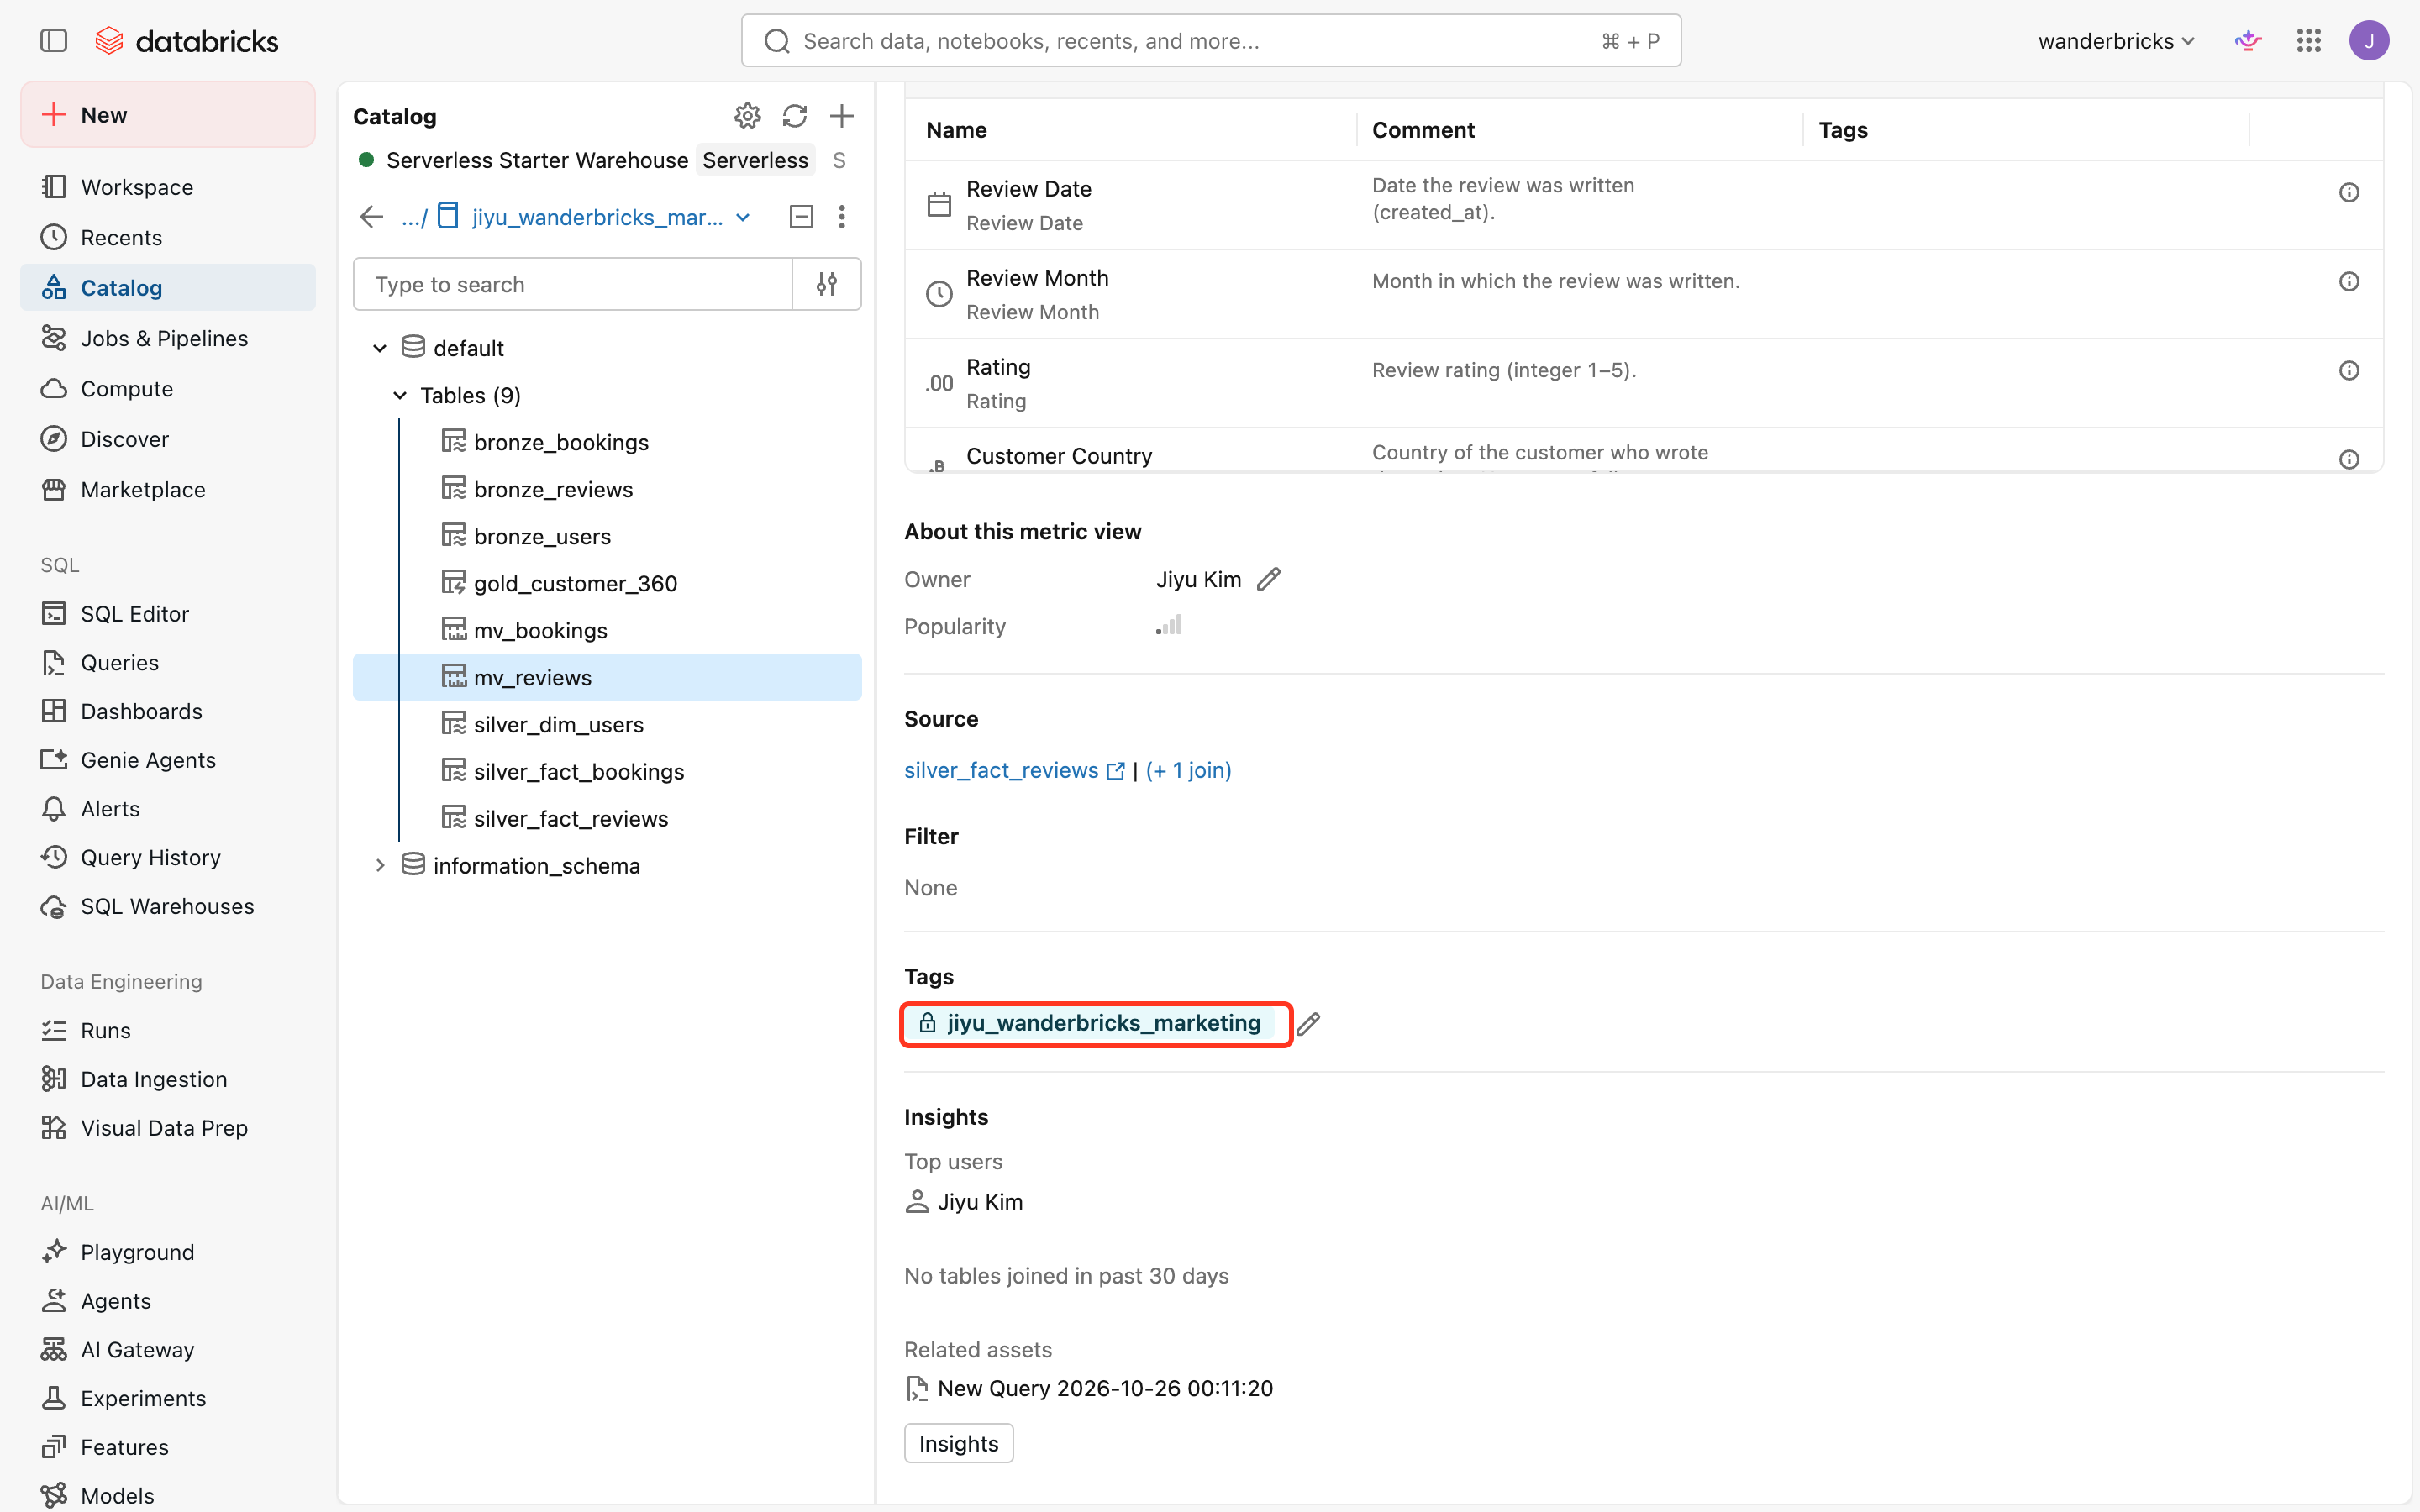 databricks
Search data, notebooks, recents, and more...
⌘ + P
wanderbricks
J
New
Workspace
Recents
Catalog
Jobs & Pipelines
Compute
Discover
Marketplace
SQL
SQL Editor
Queries
Dashboards
Genie Agents
Alerts
Query History
SQL Warehouses
Data Engineering
Runs
Data Ingestion
Visual Data Prep
AI/ML
Playground
Agents
AI Gateway
Experiments
Features
Models
Catalog
Serverless Starter Warehouse Serverless S
.../ jiyu_wanderbricks_mar...
Type to search
default
Tables (9)
bronze_bookings
bronze_reviews
bronze_users
gold_customer_360
mv_bookings
mv_reviews
silver_dim_users
silver_fact_bookings
silver_fact_reviews
information_schema
Name Comment Tags
Review Date
Review Date
Date the review was written
(created_at).
Review Month
Review Month
Month in which the review was written.
.00
Rating
Rating
Review rating (integer 1–5).
Customer Country
Country of the customer who wrote
About this metric view
Owner Jiyu Kim
Popularity
Source
silver_fact_reviews | (+ 1 join)
Filter
None
Tags
jiyu_wanderbricks_marketing
Insights
Top users
Jiyu Kim
No tables joined in past 30 days
Related assets
New Query 2026-10-26 00:11:20
Insights